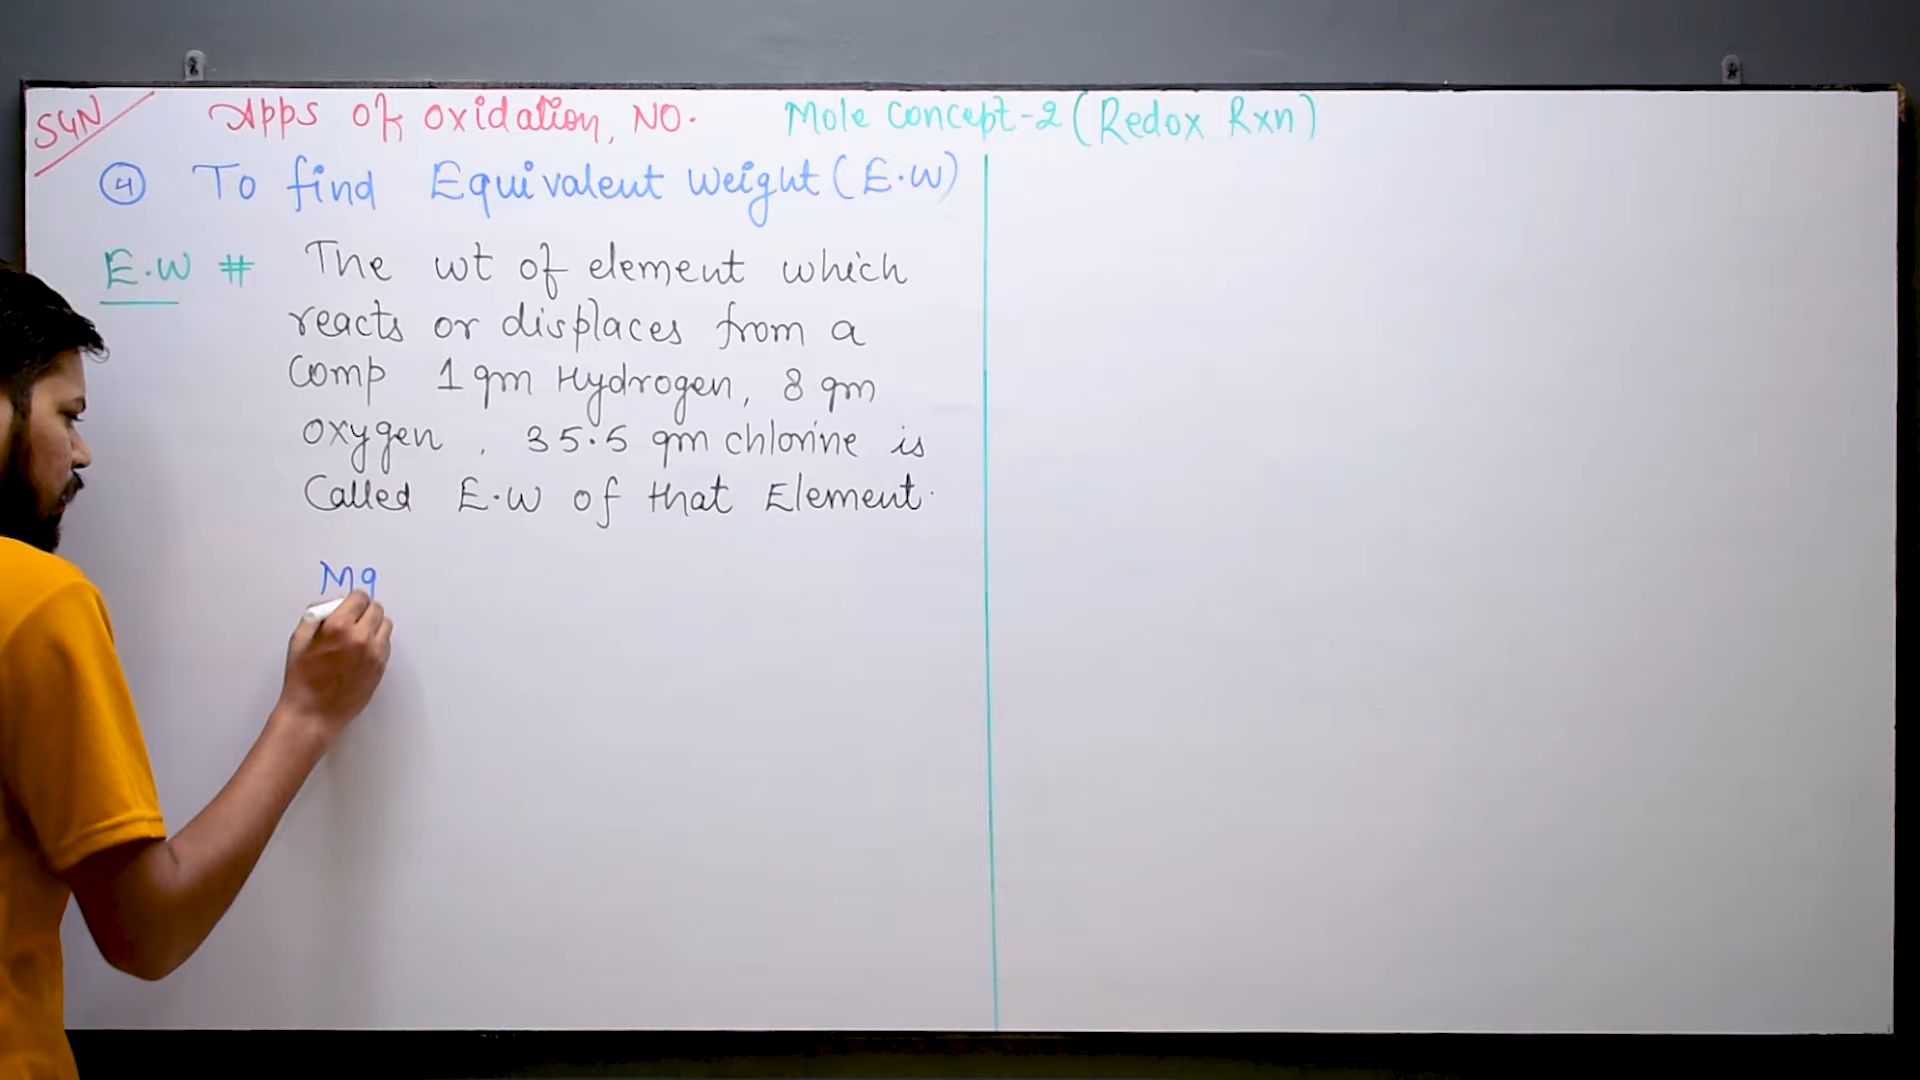 SGN Apps of oxidation, NO. Mole Concept-2 (Redox Rxn)
④ To find Equivalent Weight (E.W)
E.W # The wt of element which
reacts or displaces from a
Comp 1 gm Hydrogen, 8 gm
oxygen, 35.5 gm chlorine is
Called E.W of that Element.
Mg